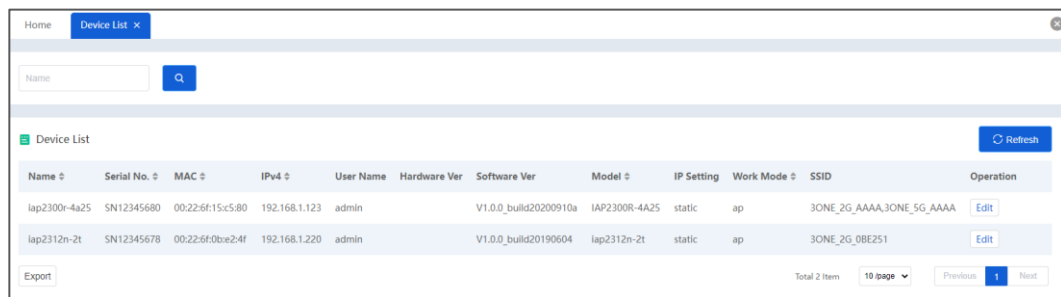 Home Device List ×
Name
Device List Refresh
Name Serial No. MAC IPv4 User Name Hardware Ver Software Ver Model IP Setting Work Mode SSID Operation
iap2300r-4a25 SN12345680 00:22:6f:15:c5:80 192.168.1.123 admin V1.0.0_build20200910a IAP2300R-4A25 static ap 3ONE_2G_AAAA,3ONE_5G_AAAA Edit
iap2312n-2t SN12345678 00:22:6f:0b:e2:4f 192.168.1.220 admin V1.0.0_build20190604 iap2312n-2t static ap 3ONE_2G_0BE251 Edit
Export Total 2 Item 10 /page Previous 1 Next